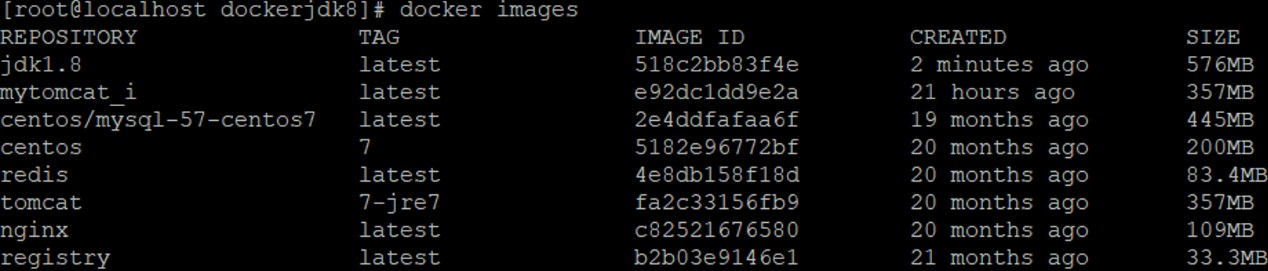 [root@localhost dockerjdk8]# docker images
REPOSITORY TAG IMAGE ID CREATED SIZE
jdk1.8 latest 518c2bb83f4e 2 minutes ago 576MB
mytomcat_i latest e92dc1dd9e2a 21 hours ago 357MB
centos/mysql-57-centos7 latest 2e4ddfafaa6f 19 months ago 445MB
centos 7 5182e96772bf 20 months ago 200MB
redis latest 4e8db158f18d 20 months ago 83.4MB
tomcat 7-jre7 fa2c33156fb9 20 months ago 357MB
nginx latest c82521676580 20 months ago 109MB
registry latest b2b03e9146e1 21 months ago 33.3MB